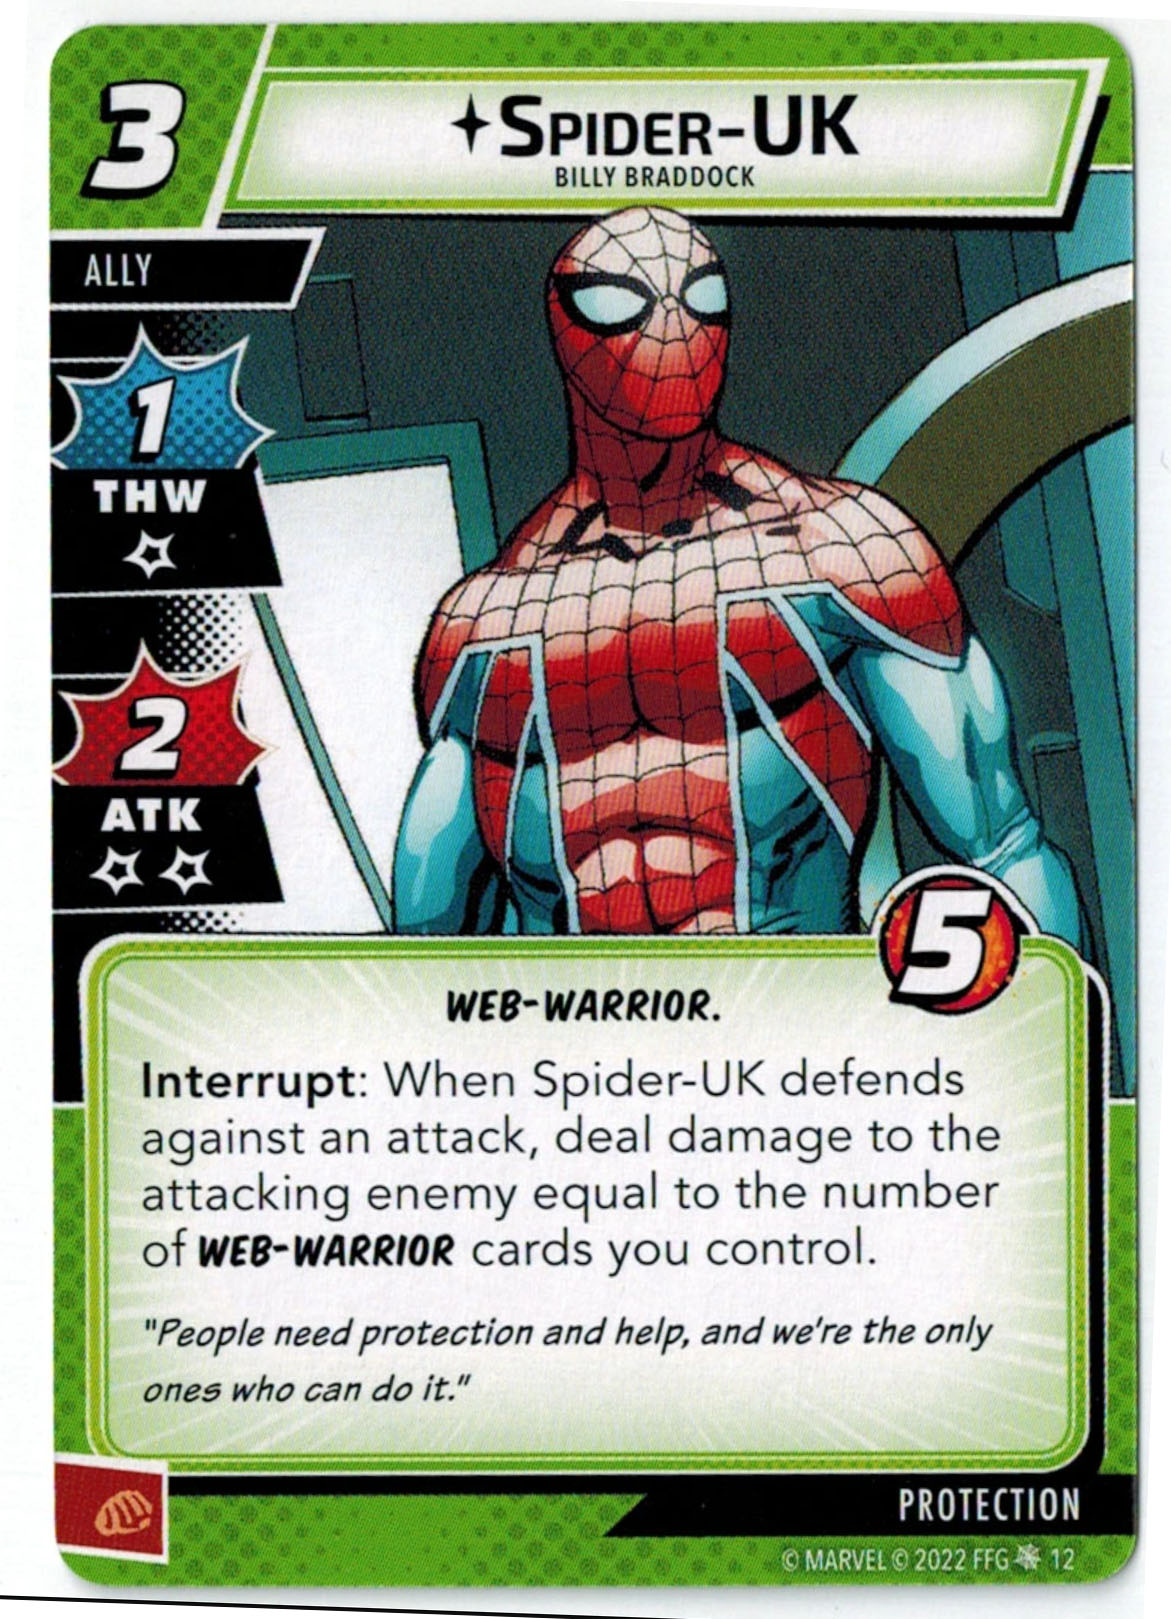 3
SPIDER-UK
BILLY BRADDOCK
ALLY
1
THW
2
ATK
5
WEB-WARRIOR.
Interrupt: When Spider-UK defends
against an attack, deal damage to the
attacking enemy equal to the number
of WEB-WARRIOR cards you control.
"People need protection and help, and we're the only
ones who can do it."
PROTECTION
© MARVEL © 2022 FFG 12